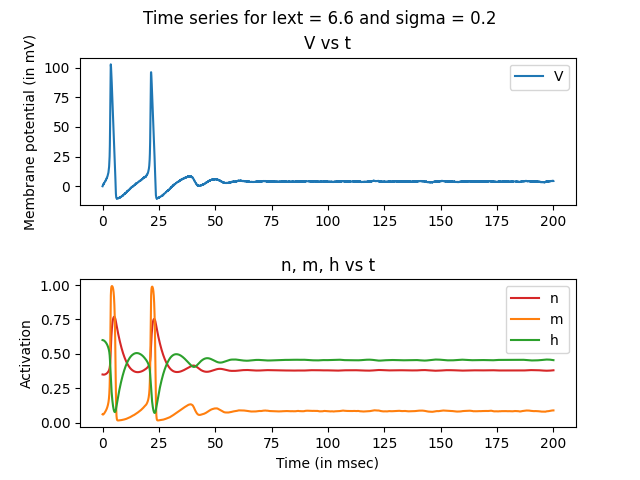 Time series for Iext = 6.6 and sigma = 0.2
V vs t
Membrane potential (in mV)
100
75
50
25
0
V
0 25 50 75 100 125 150 175 200
n, m, h vs t
Activation
1.00
0.75
0.50
0.25
0.00
n
m
h
0 25 50 75 100 125 150 175 200
Time (in msec)